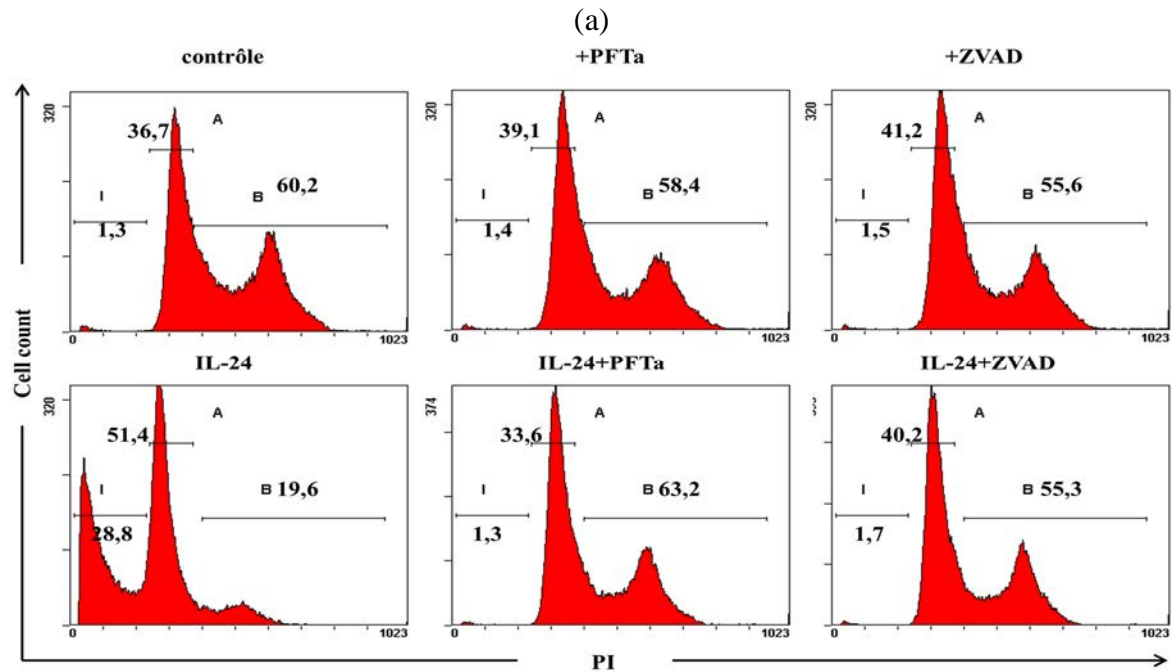 (a)
contrôle
+PFTa
+ZVAD
320
36,7
A
I
B
60,2
1,3
0
1023
320
39,1
A
I
B
58,4
1,4
0
1023
320
41,2
A
I
B
55,6
1,5
0
1023
Cell count
IL-24
IL-24+PFTa
IL-24+ZVAD
320
51,4
A
I
B
19,6
28,8
0
1023
374
33,6
A
I
B
63,2
1,3
0
1023
40,2
A
I
B
55,3
1,7
0
1023
PI